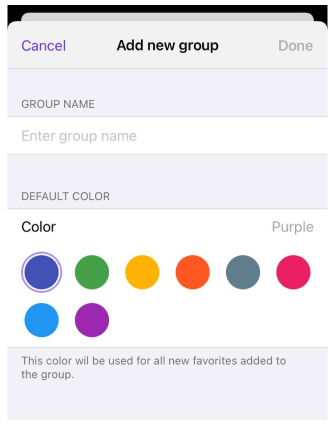 Cancel Add new group Done
GROUP NAME
Enter group name
DEFAULT COLOR
Color Purple
This color wil be used for all new favorites added to
the group.